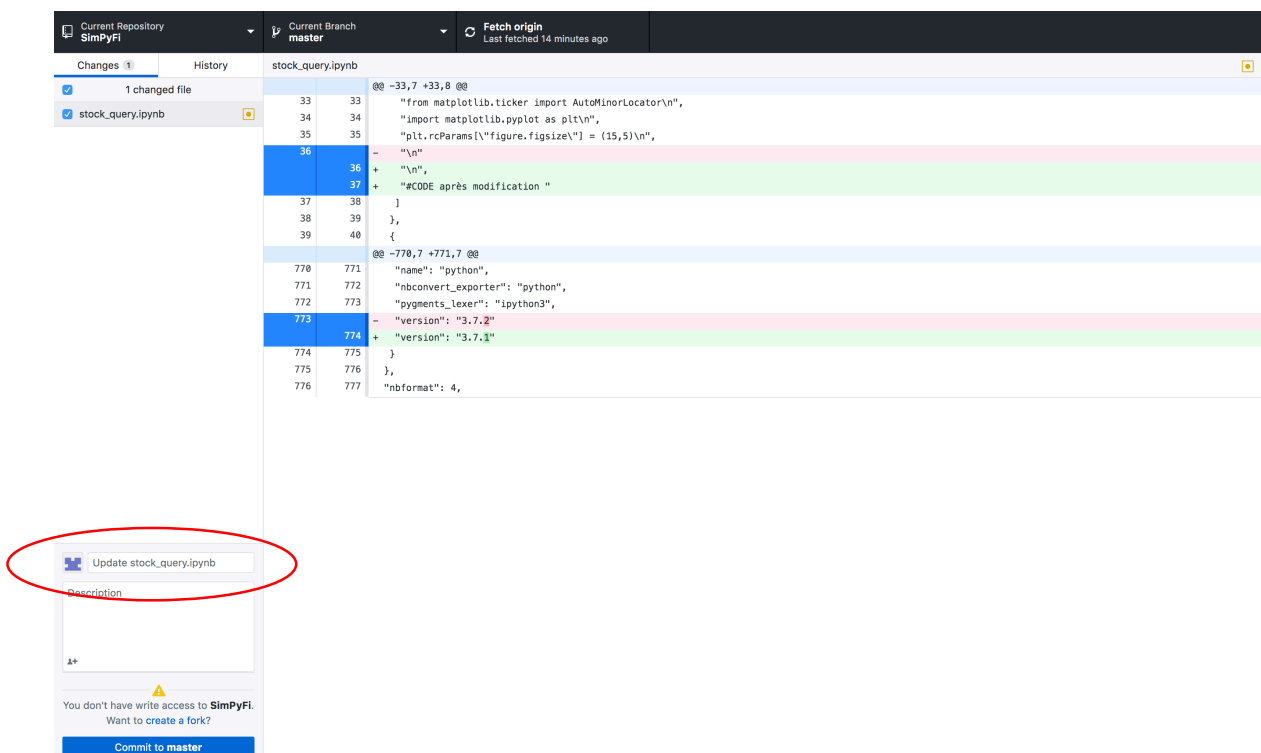 Current Repository
SimPyFi
Current Branch
master
Fetch origin
Last fetched 14 minutes ago
Changes 1
History
stock_query.ipynb
1 changed file
stock_query.ipynb
@@ -33,7 +33,8 @@
33 33 "from matplotlib.ticker import AutoMinorLocator\n",
34 34 "import matplotlib.pyplot as plt\n",
35 35 "plt.rcParams[\"figure.figsize\"] = (15,5)\n",
36 - "\n"
36 + "\n",
37 + "#CODE après modification "
37 38 ]
38 39 },
39 40 {
@@ -770,7 +771,7 @@
770 771 "name": "python",
771 772 "nbconvert_exporter": "python",
772 773 "pygments_lexer": "ipython3",
773 - "version": "3.7.2"
774 + "version": "3.7.1"
774 775 }
775 776 },
776 777 "nbformat": 4,
Update stock_query.ipynb
Description
You don't have write access to SimPyFi.
Want to create a fork?
Commit to master